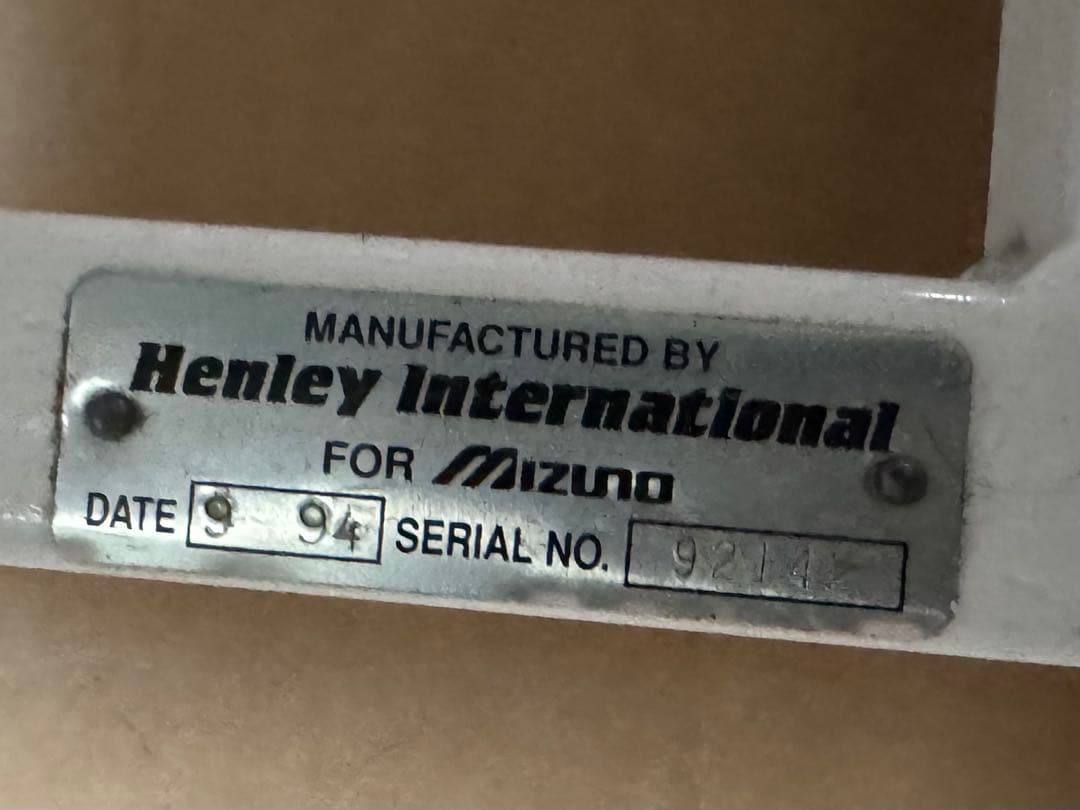 MANUFACTURED BY
Henley International
FOR MIZUNO
DATE 9 94 SERIAL NO.